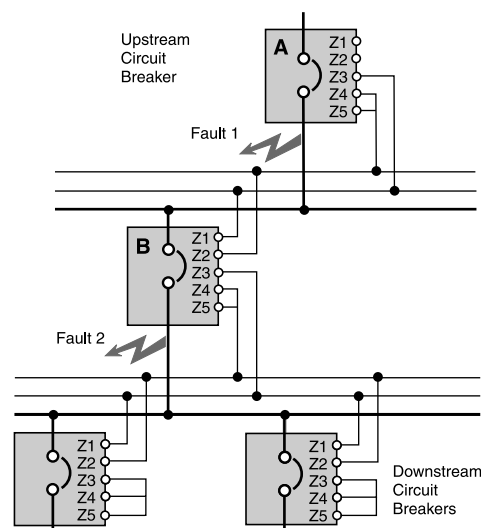 Upstream
Circuit
Breaker
A
Z1
Z2
Z3
Z4
Z5
Fault 1
B
Z1
Z2
Z3
Z4
Z5
Fault 2
Z1
Z2
Z3
Z4
Z5
Z1
Z2
Z3
Z4
Z5
Downstream
Circuit
Breakers